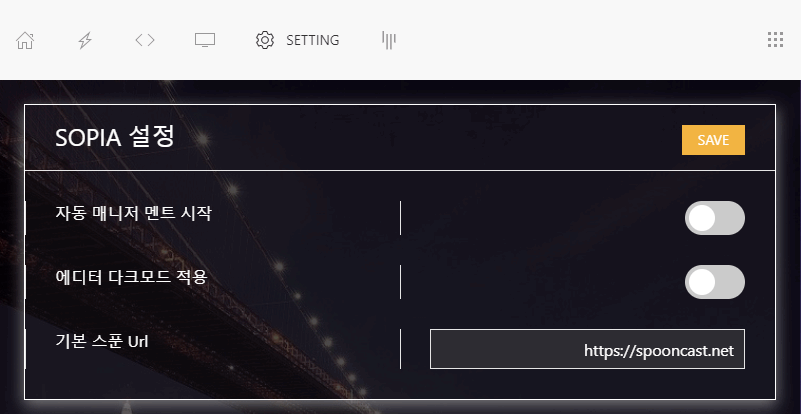 SETTING
SOPIA 설정
SAVE
자동 매니저 멘트 시작
에디터 다크모드 적용
기본 스푼 Url
https://spooncast.net